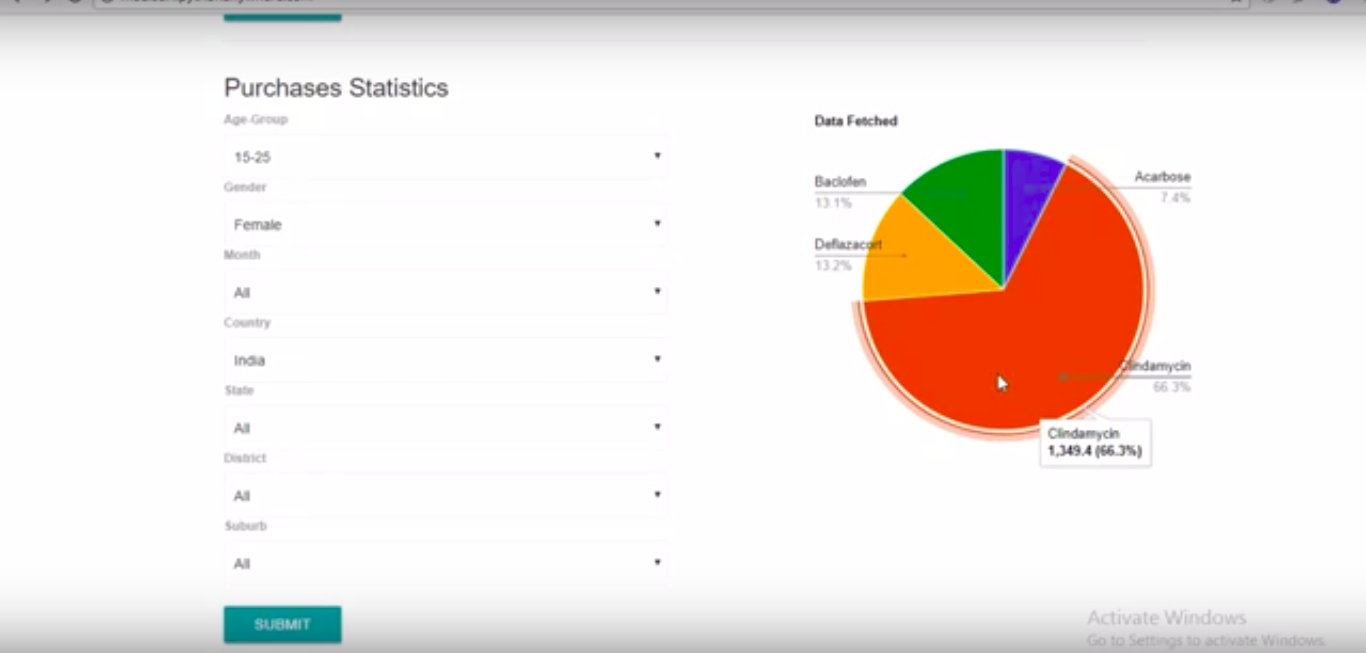 Purchases Statistics
Age-Group
15-25
Gender
Female
Month
All
Country
India
State
All
District
All
Suburb
All
SUBMIT
Data Fetched
Baclofen
13.1%
Deflazacort
13.2%
Acarbose
7.4%
Clindamycin
66.3%
Clindamycin
1,349.4 (66.3%)
Activate Windows
Go to Settings to activate Windows.